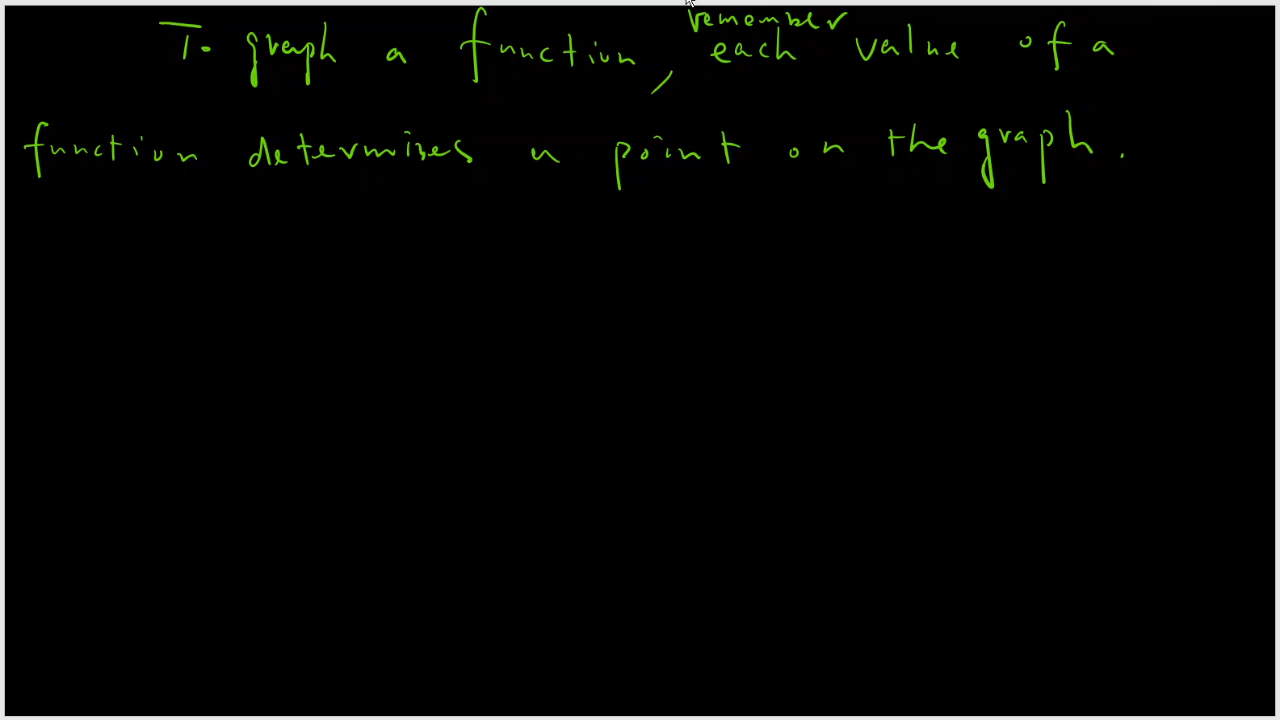 To graph a function, remember each value of a
function determines a point on the graph.